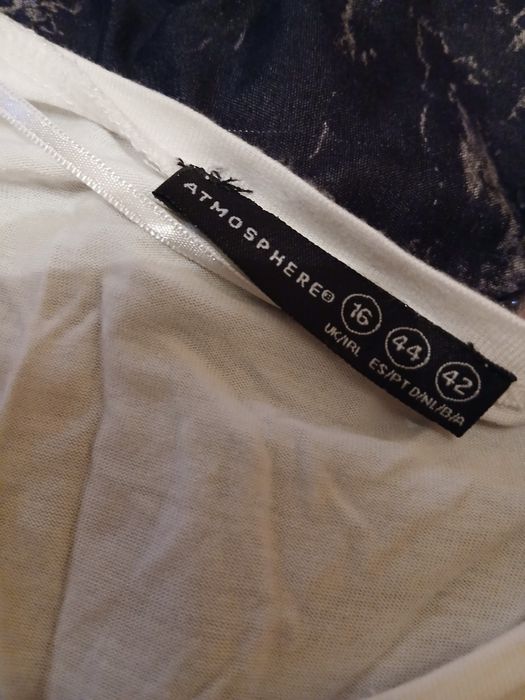 ATMOSPHERE®
16 44 42
UK/IRL ES/PT D/NL/B/A